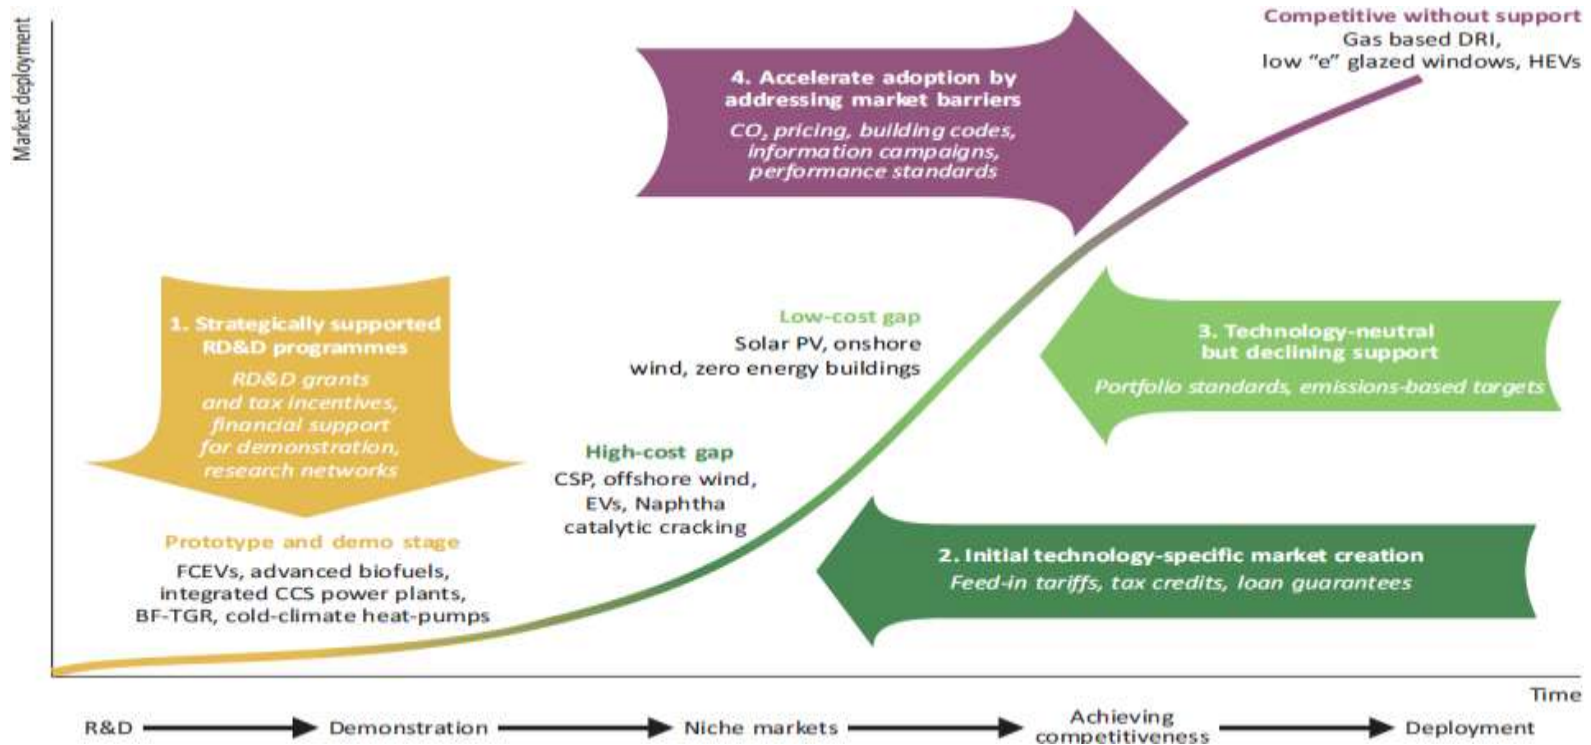 Market deployment
Competitive without support
Gas based DRI,
low “e” glazed windows, HEVs
4. Accelerate adoption by
addressing market barriers
CO₂ pricing, building codes,
information campaigns,
performance standards
1. Strategically supported
RD&D programmes
RD&D grants
and tax incentives,
financial support
for demonstration,
research networks
Low-cost gap
Solar PV, onshore
wind, zero energy buildings
3. Technology-neutral
but declining support
Portfolio standards, emissions-based targets
High-cost gap
CSP, offshore wind,
EVs, Naphtha
catalytic cracking
Prototype and demo stage
FCEVs, advanced biofuels,
integrated CCS power plants,
BF-TGR, cold-climate heat-pumps
2. Initial technology-specific market creation
Feed-in tariffs, tax credits, loan guarantees
Time
R&D
Demonstration
Niche markets
Achieving
competitiveness
Deployment